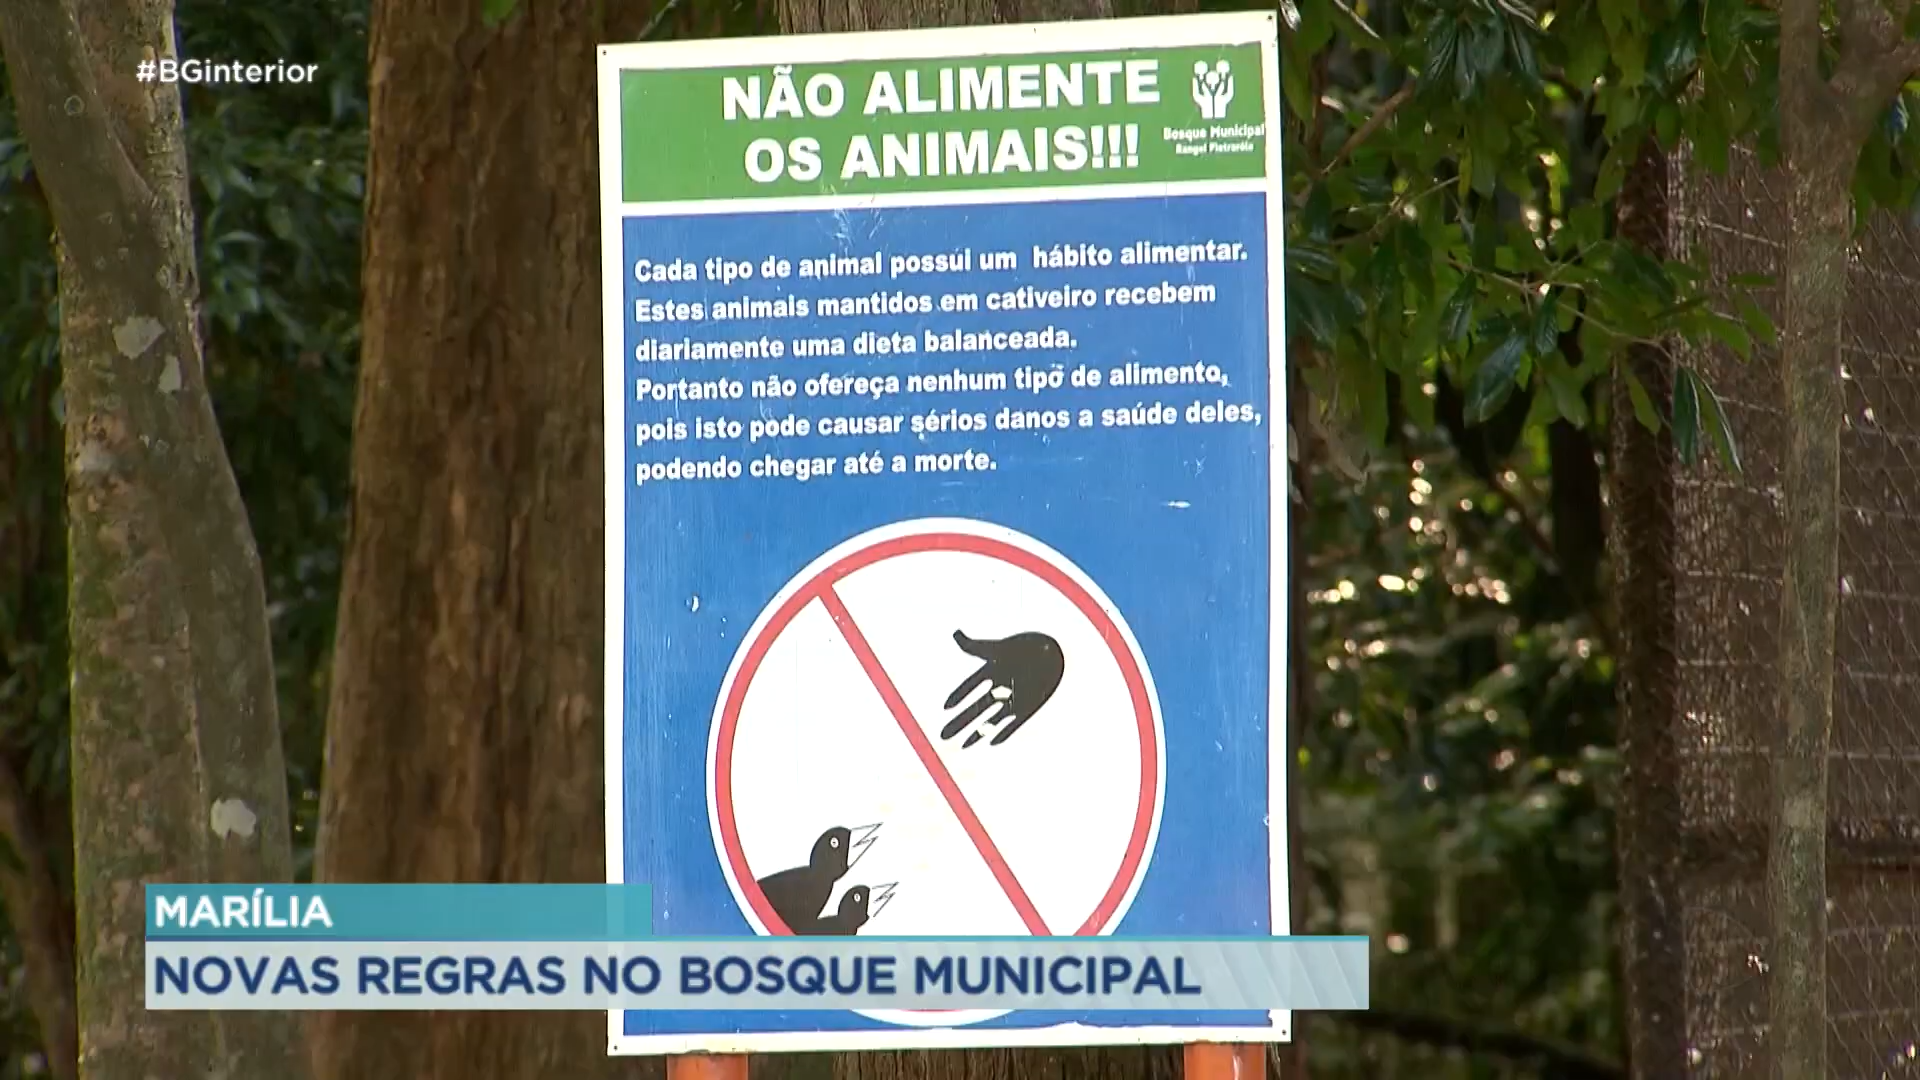 #BGinterior
NÃO ALIMENTE
OS ANIMAIS!!!
Bosque Municipal
Rangel Pietraróia
Cada tipo de animal possui um hábito alimentar.
Estes animais mantidos em cativeiro recebem
diariamente uma dieta balanceada.
Portanto não ofereça nenhum tipo de alimento,
pois isto pode causar sérios danos a saúde deles,
podendo chegar até a morte.
MARÍLIA
NOVAS REGRAS NO BOSQUE MUNICIPAL